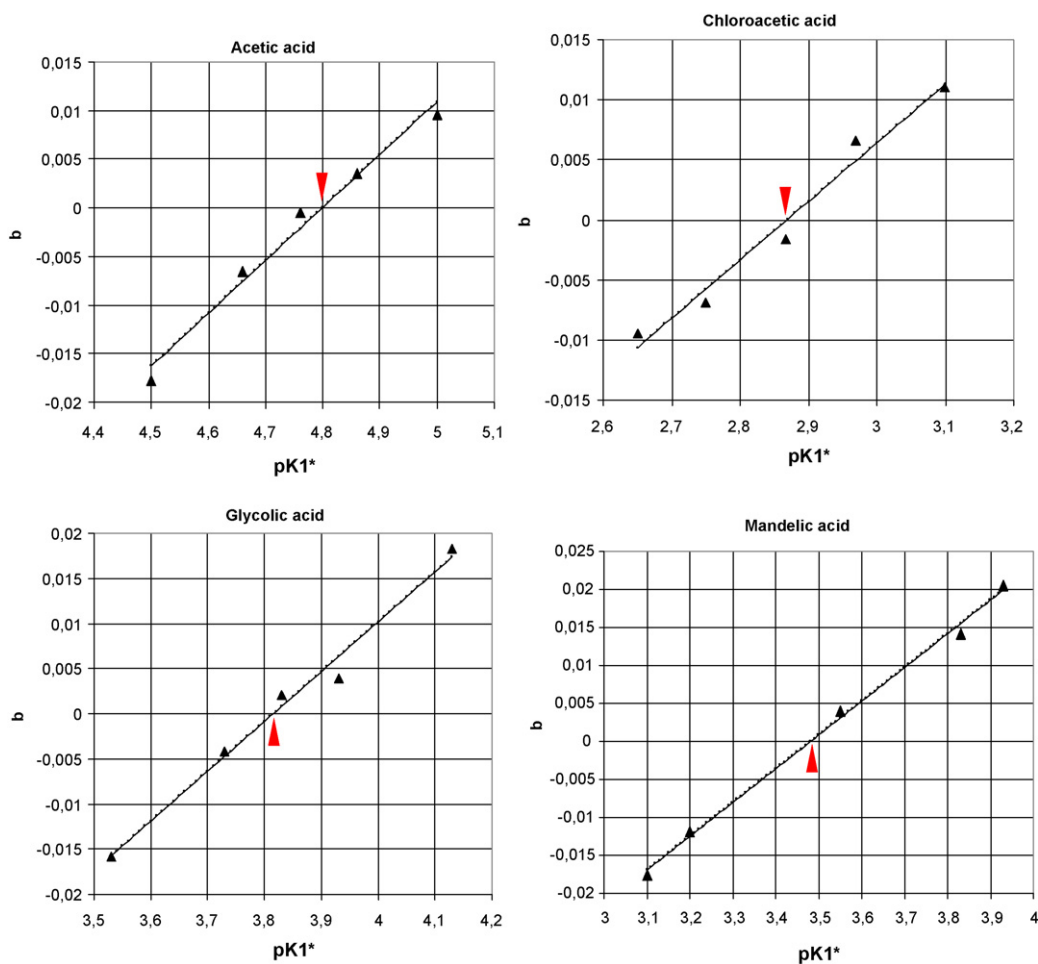 Acetic acid
0,015
0,01
0,005
0
-0,005
-0,01
-0,015
-0,02
b
4,4 4,5 4,6 4,7 4,8 4,9 5 5,1
pK1*
Chloroacetic acid
0,015
0,01
0,005
0
-0,005
-0,01
-0,015
b
2,6 2,7 2,8 2,9 3 3,1 3,2
pK1*
Glycolic acid
0,02
0,015
0,01
0,005
0
-0,005
-0,01
-0,015
-0,02
b
3,5 3,6 3,7 3,8 3,9 4 4,1 4,2
pK1*
Mandelic acid
0,025
0,02
0,015
0,01
0,005
0
-0,005
-0,01
-0,015
-0,02
b
3 3,1 3,2 3,3 3,4 3,5 3,6 3,7 3,8 3,9 4
pK1*